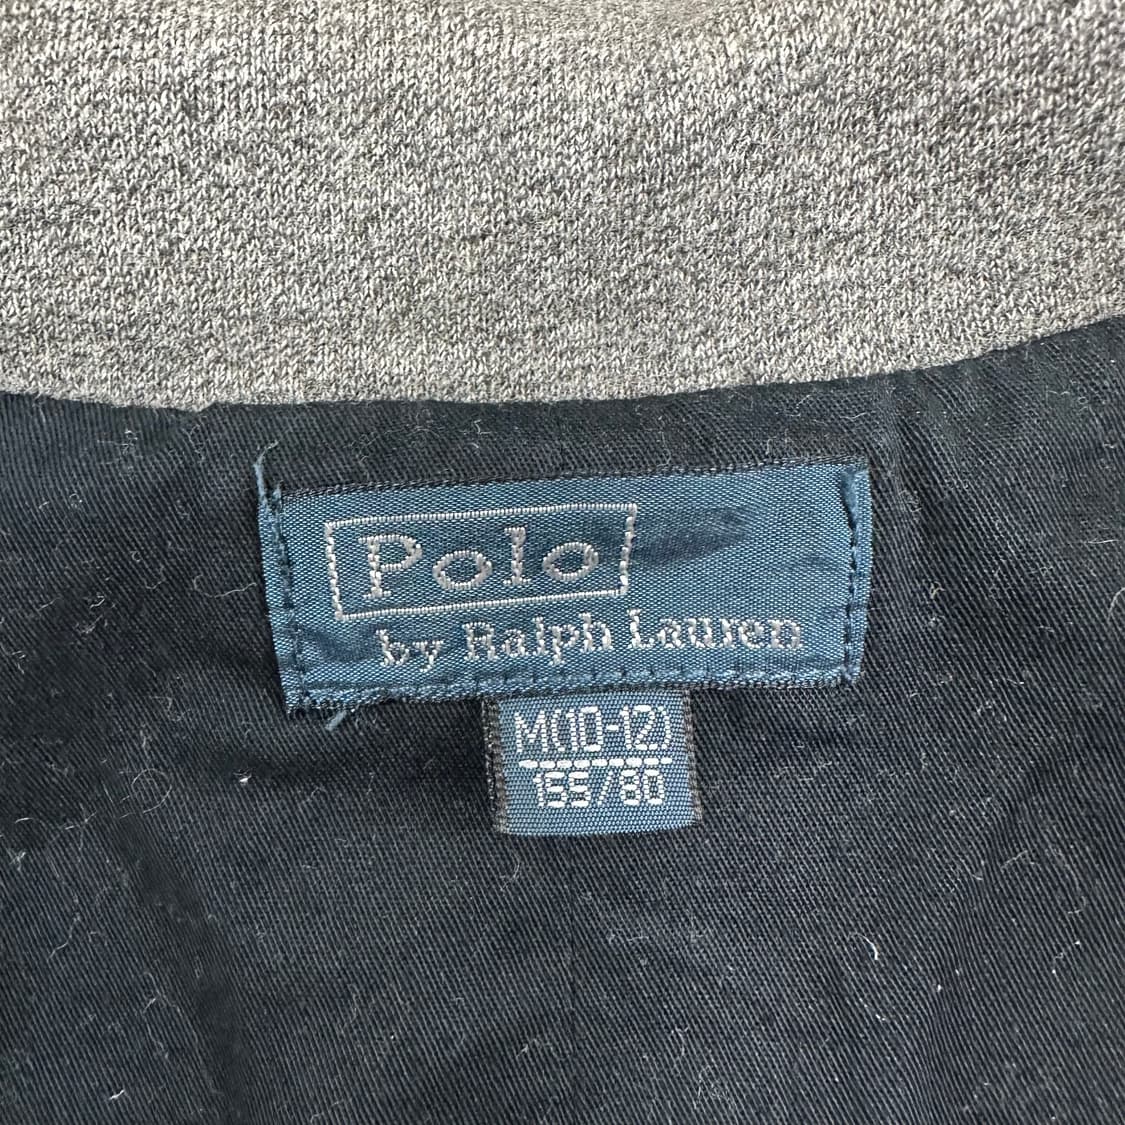 Polo
by Ralph Lauren
M(10-12)
155/80